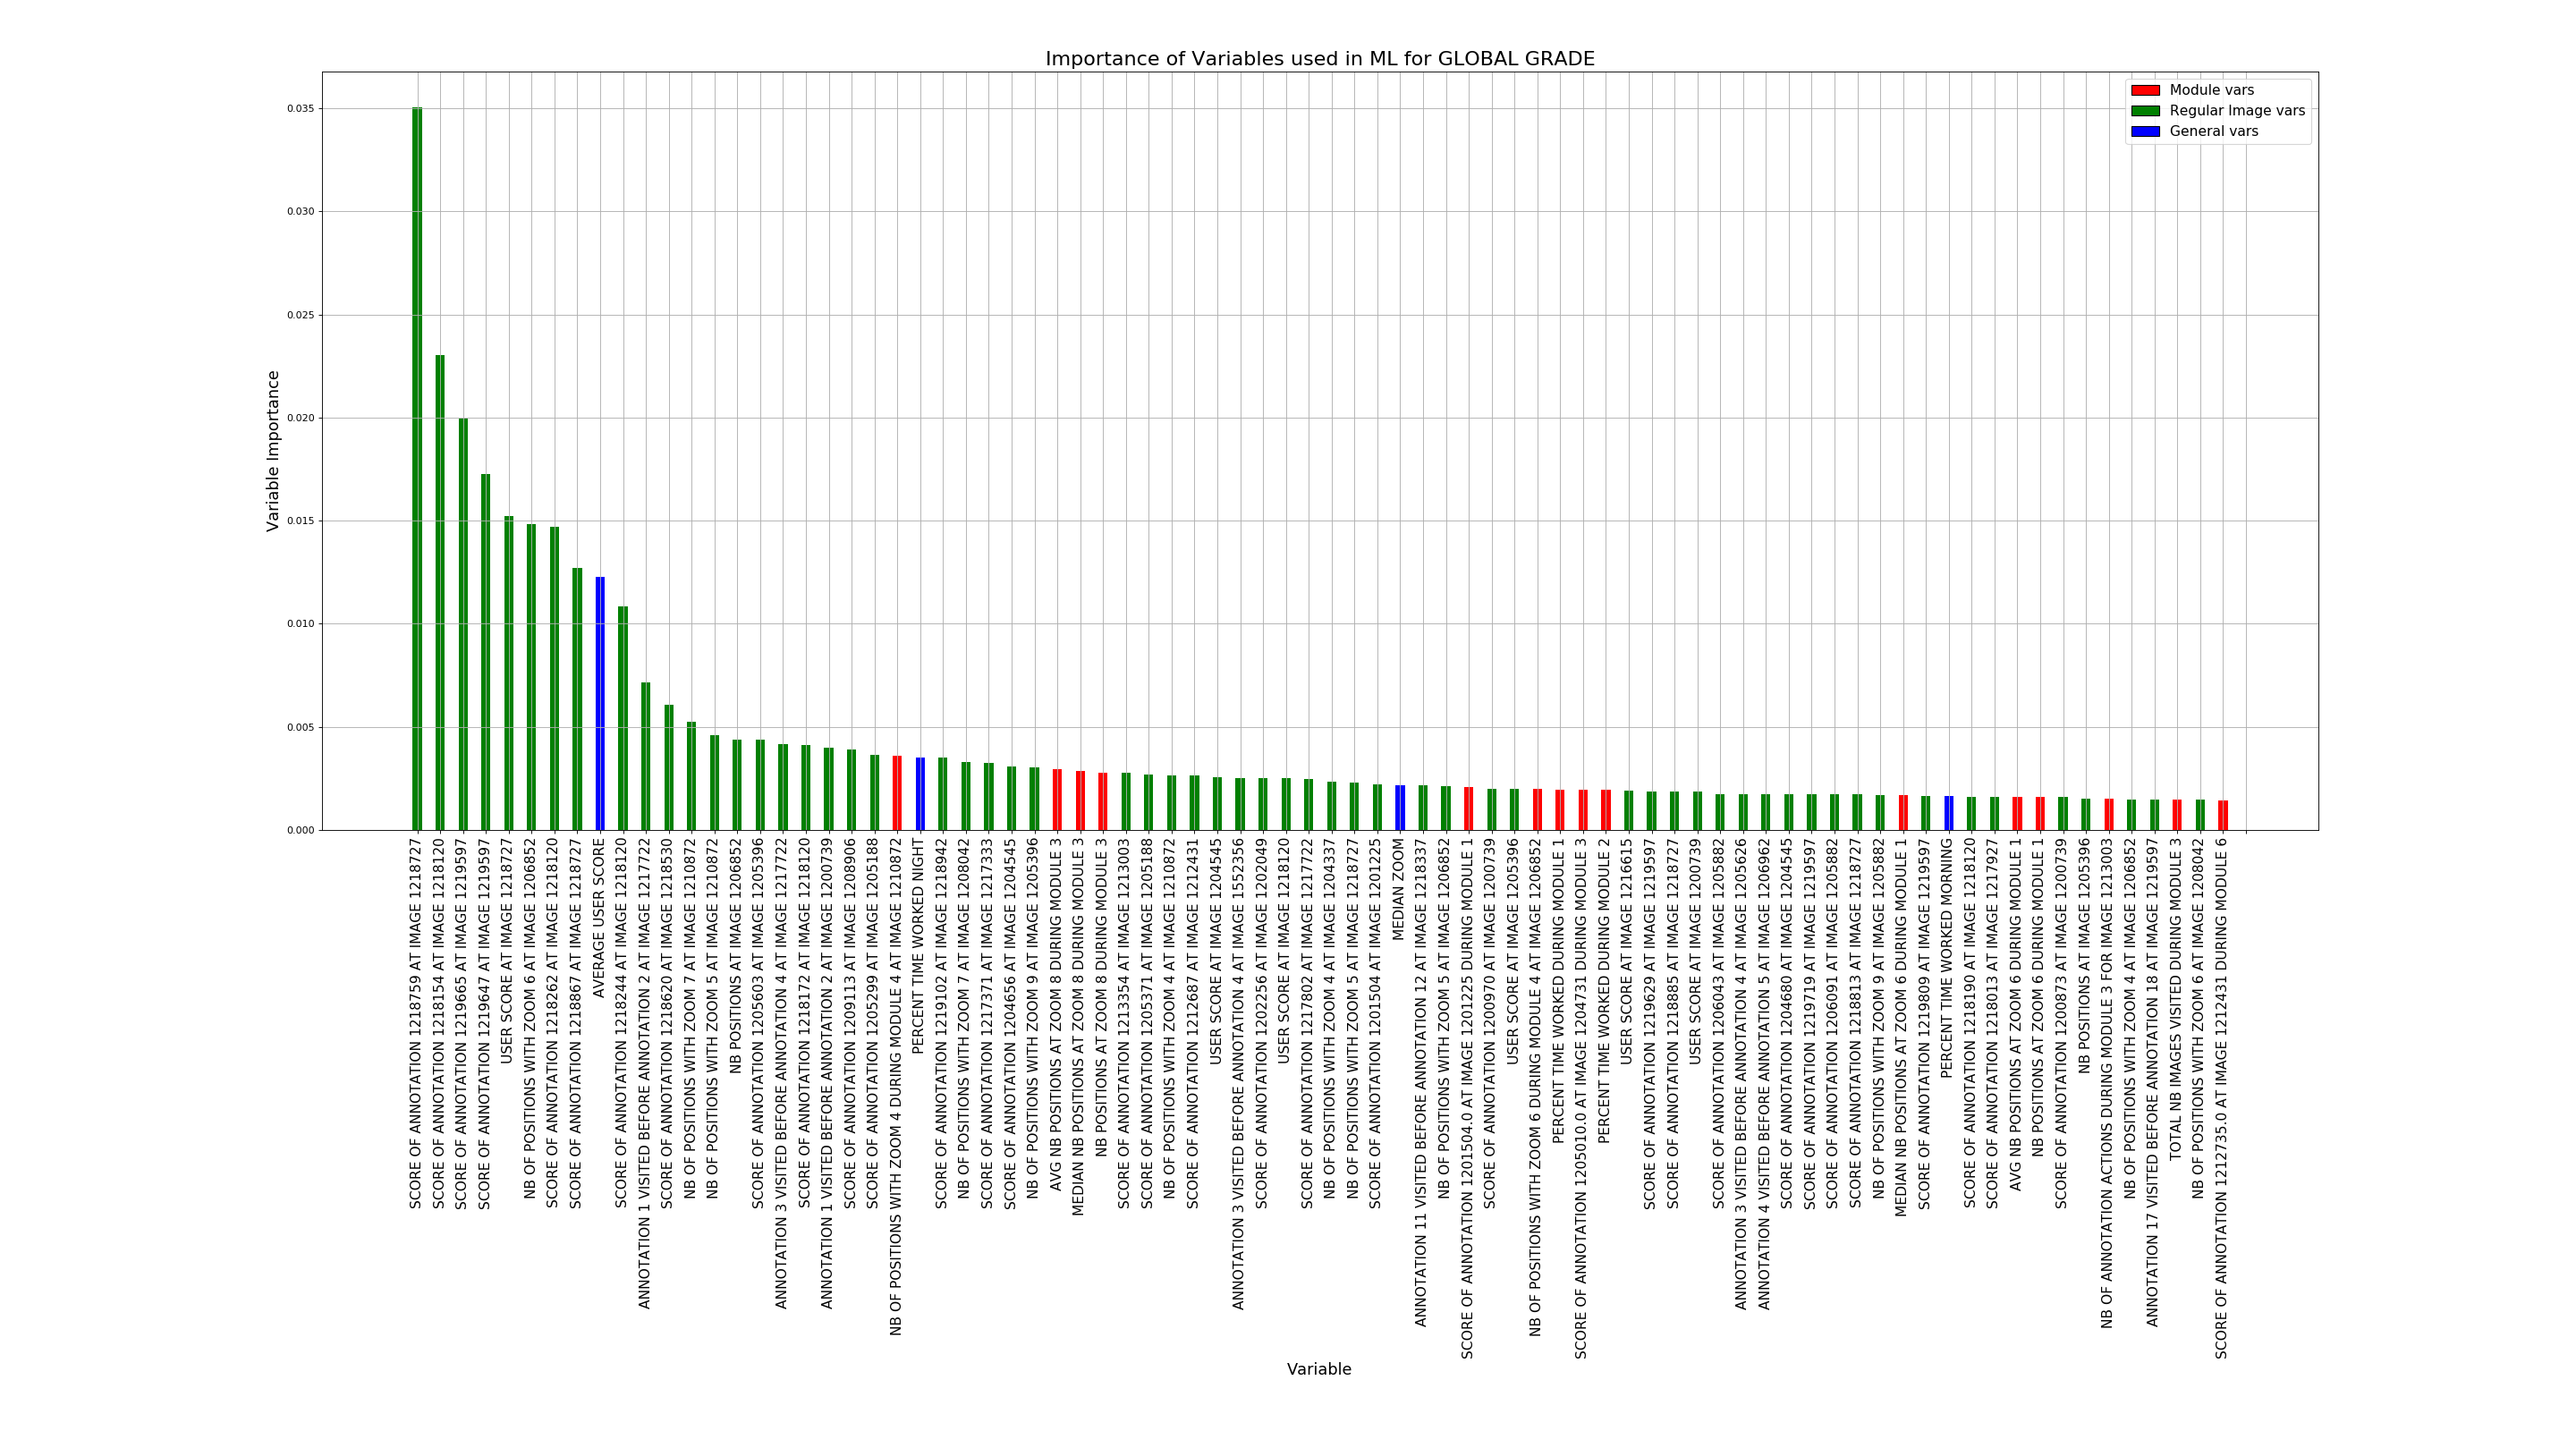 Importance of Variables used in ML for GLOBAL GRADE
Module vars
Regular Image vars
General vars
Variable Importance
0.035
0.030
0.025
0.020
0.015
0.010
0.005
0.000
SCORE OF ANNOTATION 1218759 AT IMAGE 1218727
SCORE OF ANNOTATION 1218154 AT IMAGE 1218120
SCORE OF ANNOTATION 1219665 AT IMAGE 1219597
SCORE OF ANNOTATION 1219647 AT IMAGE 1219597
USER SCORE AT IMAGE 1218727
NB OF POSITIONS WITH ZOOM 6 AT IMAGE 1206852
SCORE OF ANNOTATION 1218262 AT IMAGE 1218120
SCORE OF ANNOTATION 1218867 AT IMAGE 1218727
AVERAGE USER SCORE
SCORE OF ANNOTATION 1218244 AT IMAGE 1218120
ANNOTATION 1 VISITED BEFORE ANNOTATION 2 AT IMAGE 1217722
SCORE OF ANNOTATION 1218620 AT IMAGE 1218530
NB OF POSITIONS WITH ZOOM 7 AT IMAGE 1210872
NB OF POSITIONS WITH ZOOM 5 AT IMAGE 1210872
NB POSITIONS AT IMAGE 1206852
SCORE OF ANNOTATION 1205603 AT IMAGE 1205396
ANNOTATION 3 VISITED BEFORE ANNOTATION 4 AT IMAGE 1217722
SCORE OF ANNOTATION 1218172 AT IMAGE 1218120
ANNOTATION 1 VISITED BEFORE ANNOTATION 2 AT IMAGE 1200739
SCORE OF ANNOTATION 1209113 AT IMAGE 1208906
SCORE OF ANNOTATION 1205299 AT IMAGE 1205188
NB OF POSITIONS WITH ZOOM 4 DURING MODULE 4 AT IMAGE 1210872
PERCENT TIME WORKED NIGHT
SCORE OF ANNOTATION 1219102 AT IMAGE 1218942
NB OF POSITIONS WITH ZOOM 7 AT IMAGE 1208042
SCORE OF ANNOTATION 1217371 AT IMAGE 1217333
SCORE OF ANNOTATION 1204656 AT IMAGE 1204545
NB OF POSITIONS WITH ZOOM 9 AT IMAGE 1205396
AVG NB POSITIONS AT ZOOM 8 DURING MODULE 3
MEDIAN NB POSITIONS AT ZOOM 8 DURING MODULE 3
NB POSITIONS AT ZOOM 8 DURING MODULE 3
SCORE OF ANNOTATION 1213354 AT IMAGE 1213003
SCORE OF ANNOTATION 1205371 AT IMAGE 1205188
NB OF POSITIONS WITH ZOOM 4 AT IMAGE 1210872
SCORE OF ANNOTATION 1212687 AT IMAGE 1212431
USER SCORE AT IMAGE 1204545
ANNOTATION 3 VISITED BEFORE ANNOTATION 4 AT IMAGE 1552356
SCORE OF ANNOTATION 1202256 AT IMAGE 1202049
USER SCORE AT IMAGE 1218120
SCORE OF ANNOTATION 1217802 AT IMAGE 1217722
NB OF POSITIONS WITH ZOOM 4 AT IMAGE 1204337
NB OF POSITIONS WITH ZOOM 5 AT IMAGE 1218727
SCORE OF ANNOTATION 1201504 AT IMAGE 1201225
MEDIAN ZOOM
ANNOTATION 11 VISITED BEFORE ANNOTATION 12 AT IMAGE 1218337
NB OF POSITIONS WITH ZOOM 5 AT IMAGE 1206852
SCORE OF ANNOTATION 1201504.0 AT IMAGE 1201225 DURING MODULE 1
SCORE OF ANNOTATION 1200970 AT IMAGE 1200739
USER SCORE AT IMAGE 1205396
NB OF POSITIONS WITH ZOOM 6 DURING MODULE 4 AT IMAGE 1206852
PERCENT TIME WORKED DURING MODULE 1
SCORE OF ANNOTATION 1205010.0 AT IMAGE 1204731 DURING MODULE 3
PERCENT TIME WORKED DURING MODULE 2
USER SCORE AT IMAGE 1216615
SCORE OF ANNOTATION 1219629 AT IMAGE 1219597
SCORE OF ANNOTATION 1218885 AT IMAGE 1218727
USER SCORE AT IMAGE 1200739
SCORE OF ANNOTATION 1206043 AT IMAGE 1205882
ANNOTATION 3 VISITED BEFORE ANNOTATION 4 AT IMAGE 1205626
ANNOTATION 4 VISITED BEFORE ANNOTATION 5 AT IMAGE 1206962
SCORE OF ANNOTATION 1204680 AT IMAGE 1204545
SCORE OF ANNOTATION 1219719 AT IMAGE 1219597
SCORE OF ANNOTATION 1206091 AT IMAGE 1205882
SCORE OF ANNOTATION 1218813 AT IMAGE 1218727
NB OF POSITIONS WITH ZOOM 9 AT IMAGE 1205882
MEDIAN NB POSITIONS AT ZOOM 6 DURING MODULE 1
SCORE OF ANNOTATION 1219809 AT IMAGE 1219597
PERCENT TIME WORKED MORNING
SCORE OF ANNOTATION 1218190 AT IMAGE 1218120
SCORE OF ANNOTATION 1218013 AT IMAGE 1217927
AVG NB POSITIONS AT ZOOM 6 DURING MODULE 1
NB POSITIONS AT ZOOM 6 DURING MODULE 1
SCORE OF ANNOTATION 1200873 AT IMAGE 1200739
NB POSITIONS AT IMAGE 1205396
NB OF ANNOTATION ACTIONS DURING MODULE 3 FOR IMAGE 1213003
NB OF POSITIONS WITH ZOOM 4 AT IMAGE 1206852
ANNOTATION 17 VISITED BEFORE ANNOTATION 18 AT IMAGE 1219597
TOTAL NB IMAGES VISITED DURING MODULE 3
NB OF POSITIONS WITH ZOOM 6 AT IMAGE 1208042
SCORE OF ANNOTATION 1212735.0 AT IMAGE 1212431 DURING MODULE 6
Variable